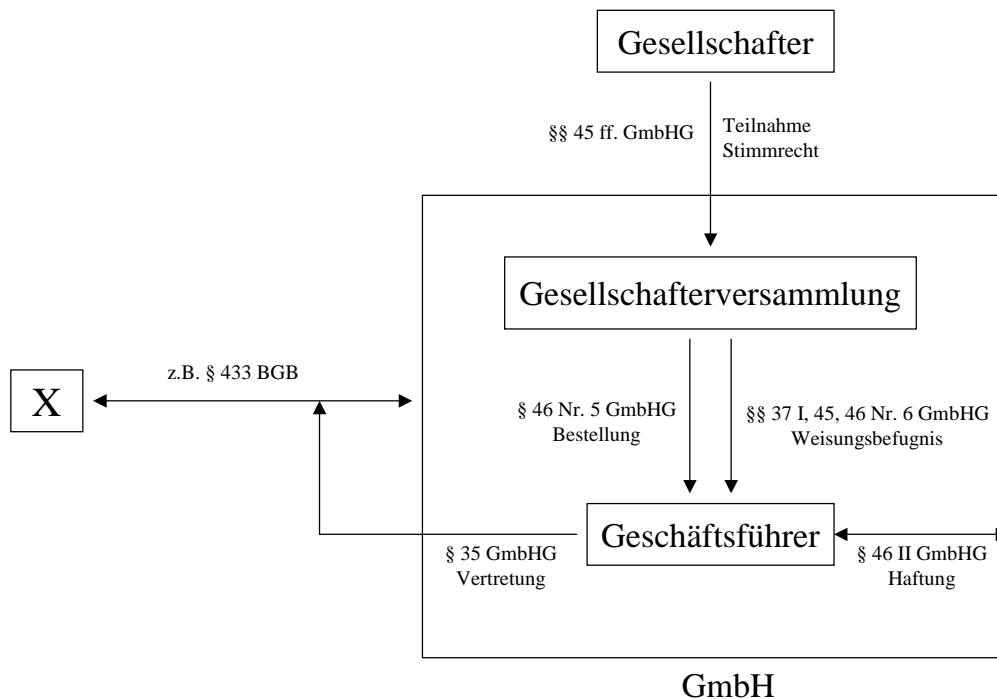 Gesellschafter
§§ 45 ff. GmbHG
Teilnahme
Stimmrecht
Gesellschafterversammlung
z.B. § 433 BGB
X
§ 46 Nr. 5 GmbHG
Bestellung
§§ 37 I, 45, 46 Nr. 6 GmbHG
Weisungsbefugnis
Geschäftsführer
§ 35 GmbHG
Vertretung
§ 46 II GmbHG
Haftung
GmbH